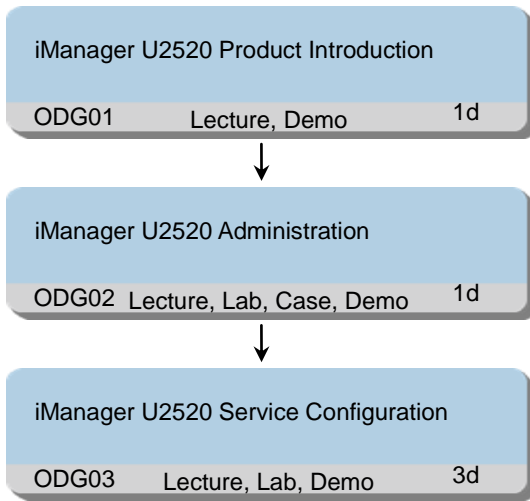 iManager U2520 Product Introduction
ODG01 Lecture, Demo 1d
iManager U2520 Administration
ODG02 Lecture, Lab, Case, Demo 1d
iManager U2520 Service Configuration
ODG03 Lecture, Lab, Demo 3d